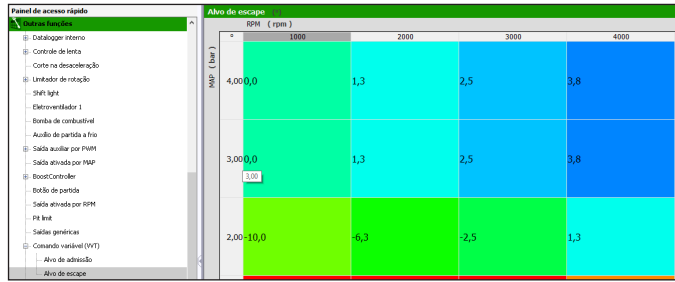 Painel de acesso rápido
Outras funções
Datalogger interno
Controle de lenta
Corte na desaceleração
Limitador de rotação
Shift light
Eletroventilador 1
Bomba de combustível
Auxílio de partida a frio
Saída auxiliar por PWM
Saída ativada por MAP
BoostController
Botão de partida
Saída ativada por RPM
Pit limit
Saídas genéricas
Comando variável (VVT)
Alvo de admissão
Alvo de escape
Alvo de escape (°)
RPM ( rpm )
° 1000 2000 3000 4000
MAP ( bar )
4,00 0,0 1,3 2,5 3,8
3,00 0,0 1,3 2,5 3,8
3,00
2,00 -10,0 -6,3 -2,5 1,3